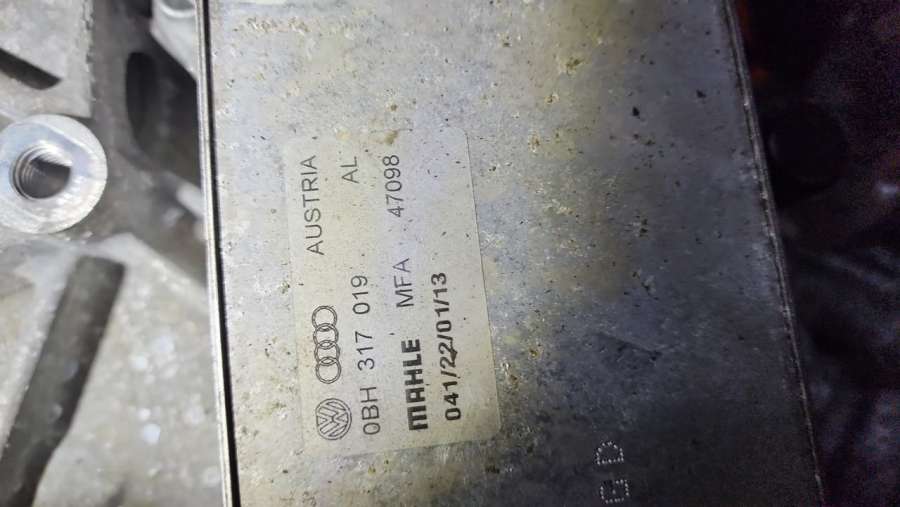 AUSTRIA
0BH 317 019 AL
MAHLE MFA 47098
041/22/01/13